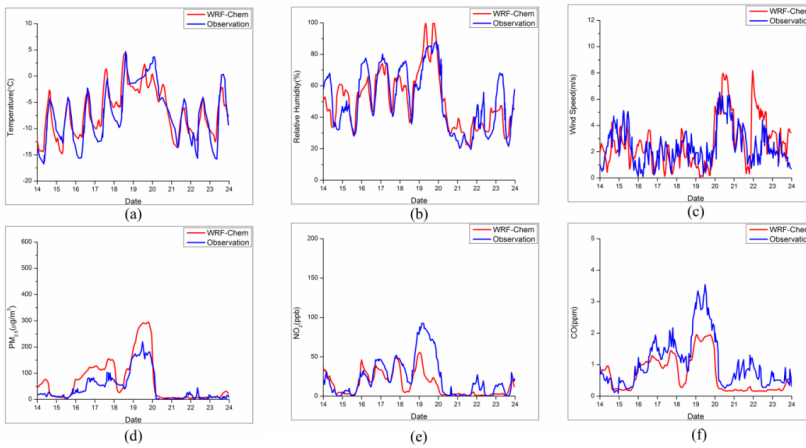 WRF-Chem
Observation
Temperature(°C)
10
5
0
-5
-10
-15
-20
14 15 16 17 18 19 20 21 22 23 24
Date
(a)
WRF-Chem
Observation
Relative Humidity(%)
100
80
60
40
20
0
14 15 16 17 18 19 20 21 22 23 24
Date
(b)
WRF-Chem
Observation
Wind Speed(m/s)
12
10
8
6
4
2
0
14 15 16 17 18 19 20 21 22 23 24
Date
(c)
WRF-Chem
Observation
PM2.5(μg/m³)
600
500
400
300
200
100
0
14 15 16 17 18 19 20 21 22 23 24
Date
(d)
WRF-Chem
Observation
NO2(ppb)
200
150
100
50
0
14 15 16 17 18 19 20 21 22 23 24
Date
(e)
WRF-Chem
Observation
CO(ppm)
5
4
3
2
1
0
14 15 16 17 18 19 20 21 22 23 24
Date
(f)